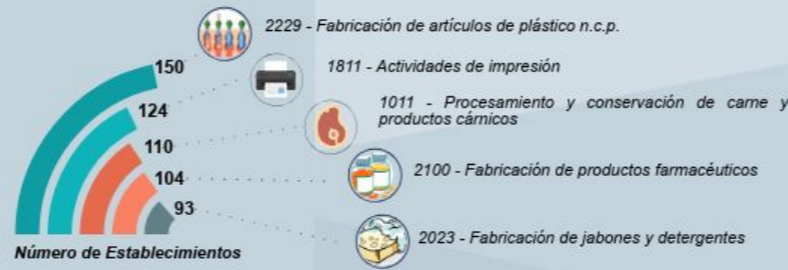 2229 - Fabricación de artículos de plástico n.c.p.
150
1811 - Actividades de impresión
124
1011 - Procesamiento y conservación de carne y
productos cárnicos
110
2100 - Fabricación de productos farmacéuticos
104
93
2023 - Fabricación de jabones y detergentes
Número de Establecimientos